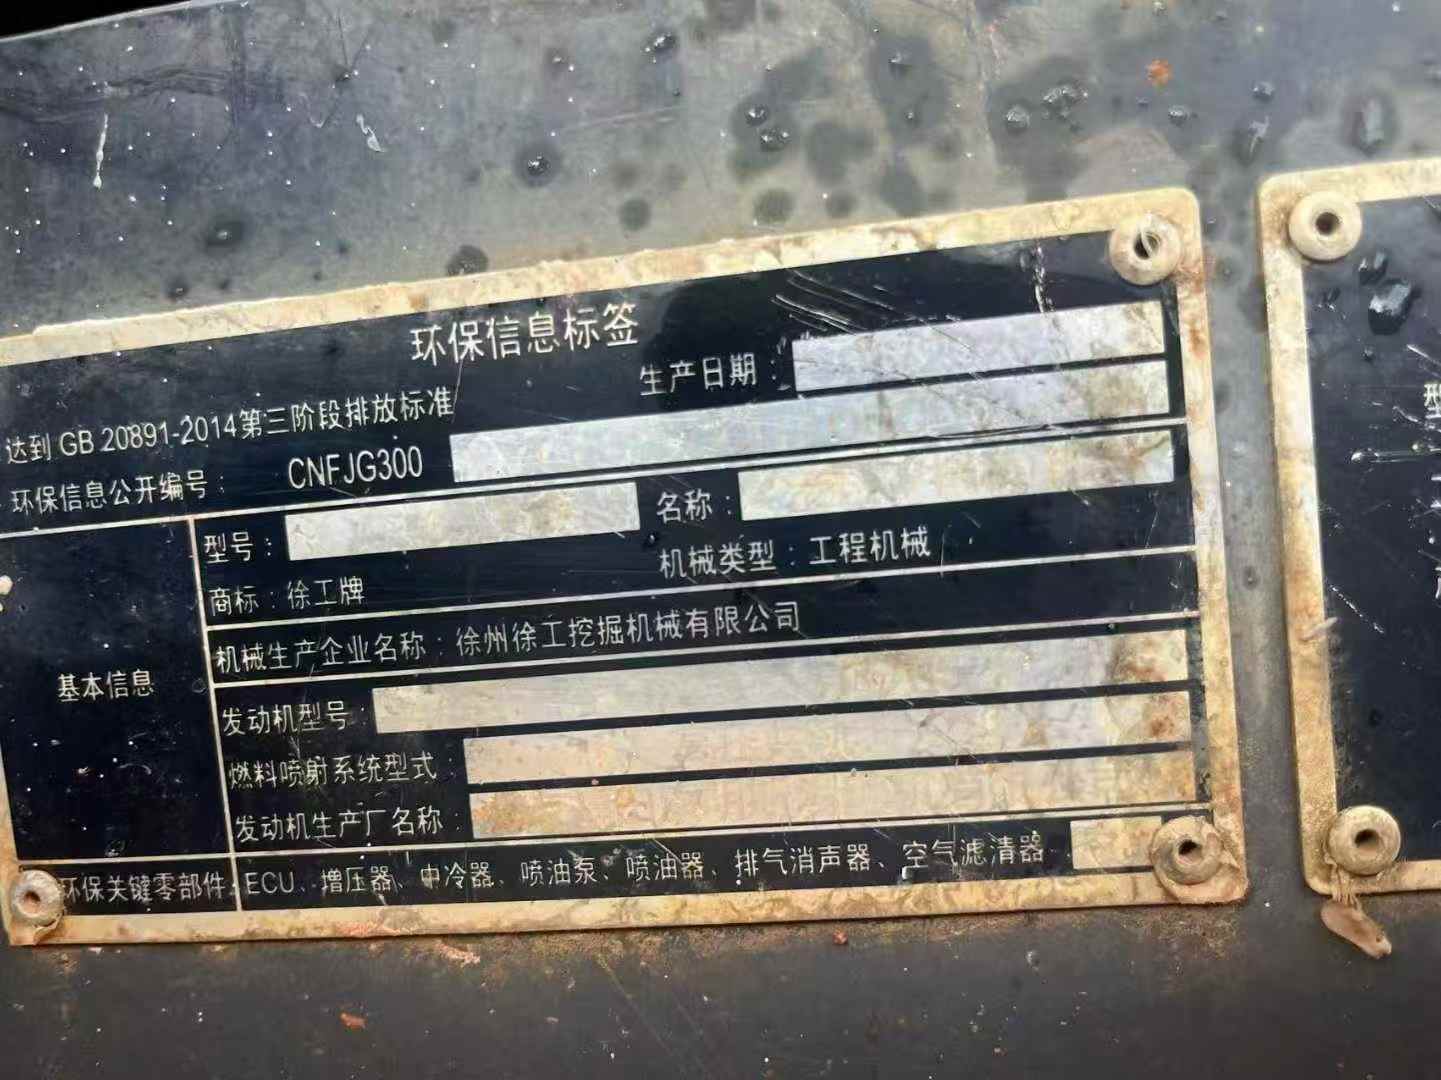 环保信息标签
生产日期：
达到 GB 20891-2014第三阶段排放标准
环保信息公开编号： CNFJG300
型号： 名称：
商标：徐工牌 机械类型：工程机械
机械生产企业名称：徐州徐工挖掘机械有限公司
基本信息
发动机型号：
燃料喷射系统型式
发动机生产厂名称：
环保关键零部件：ECU、增压器、中冷器、喷油泵、喷油器、排气消声器、空气滤清器
型